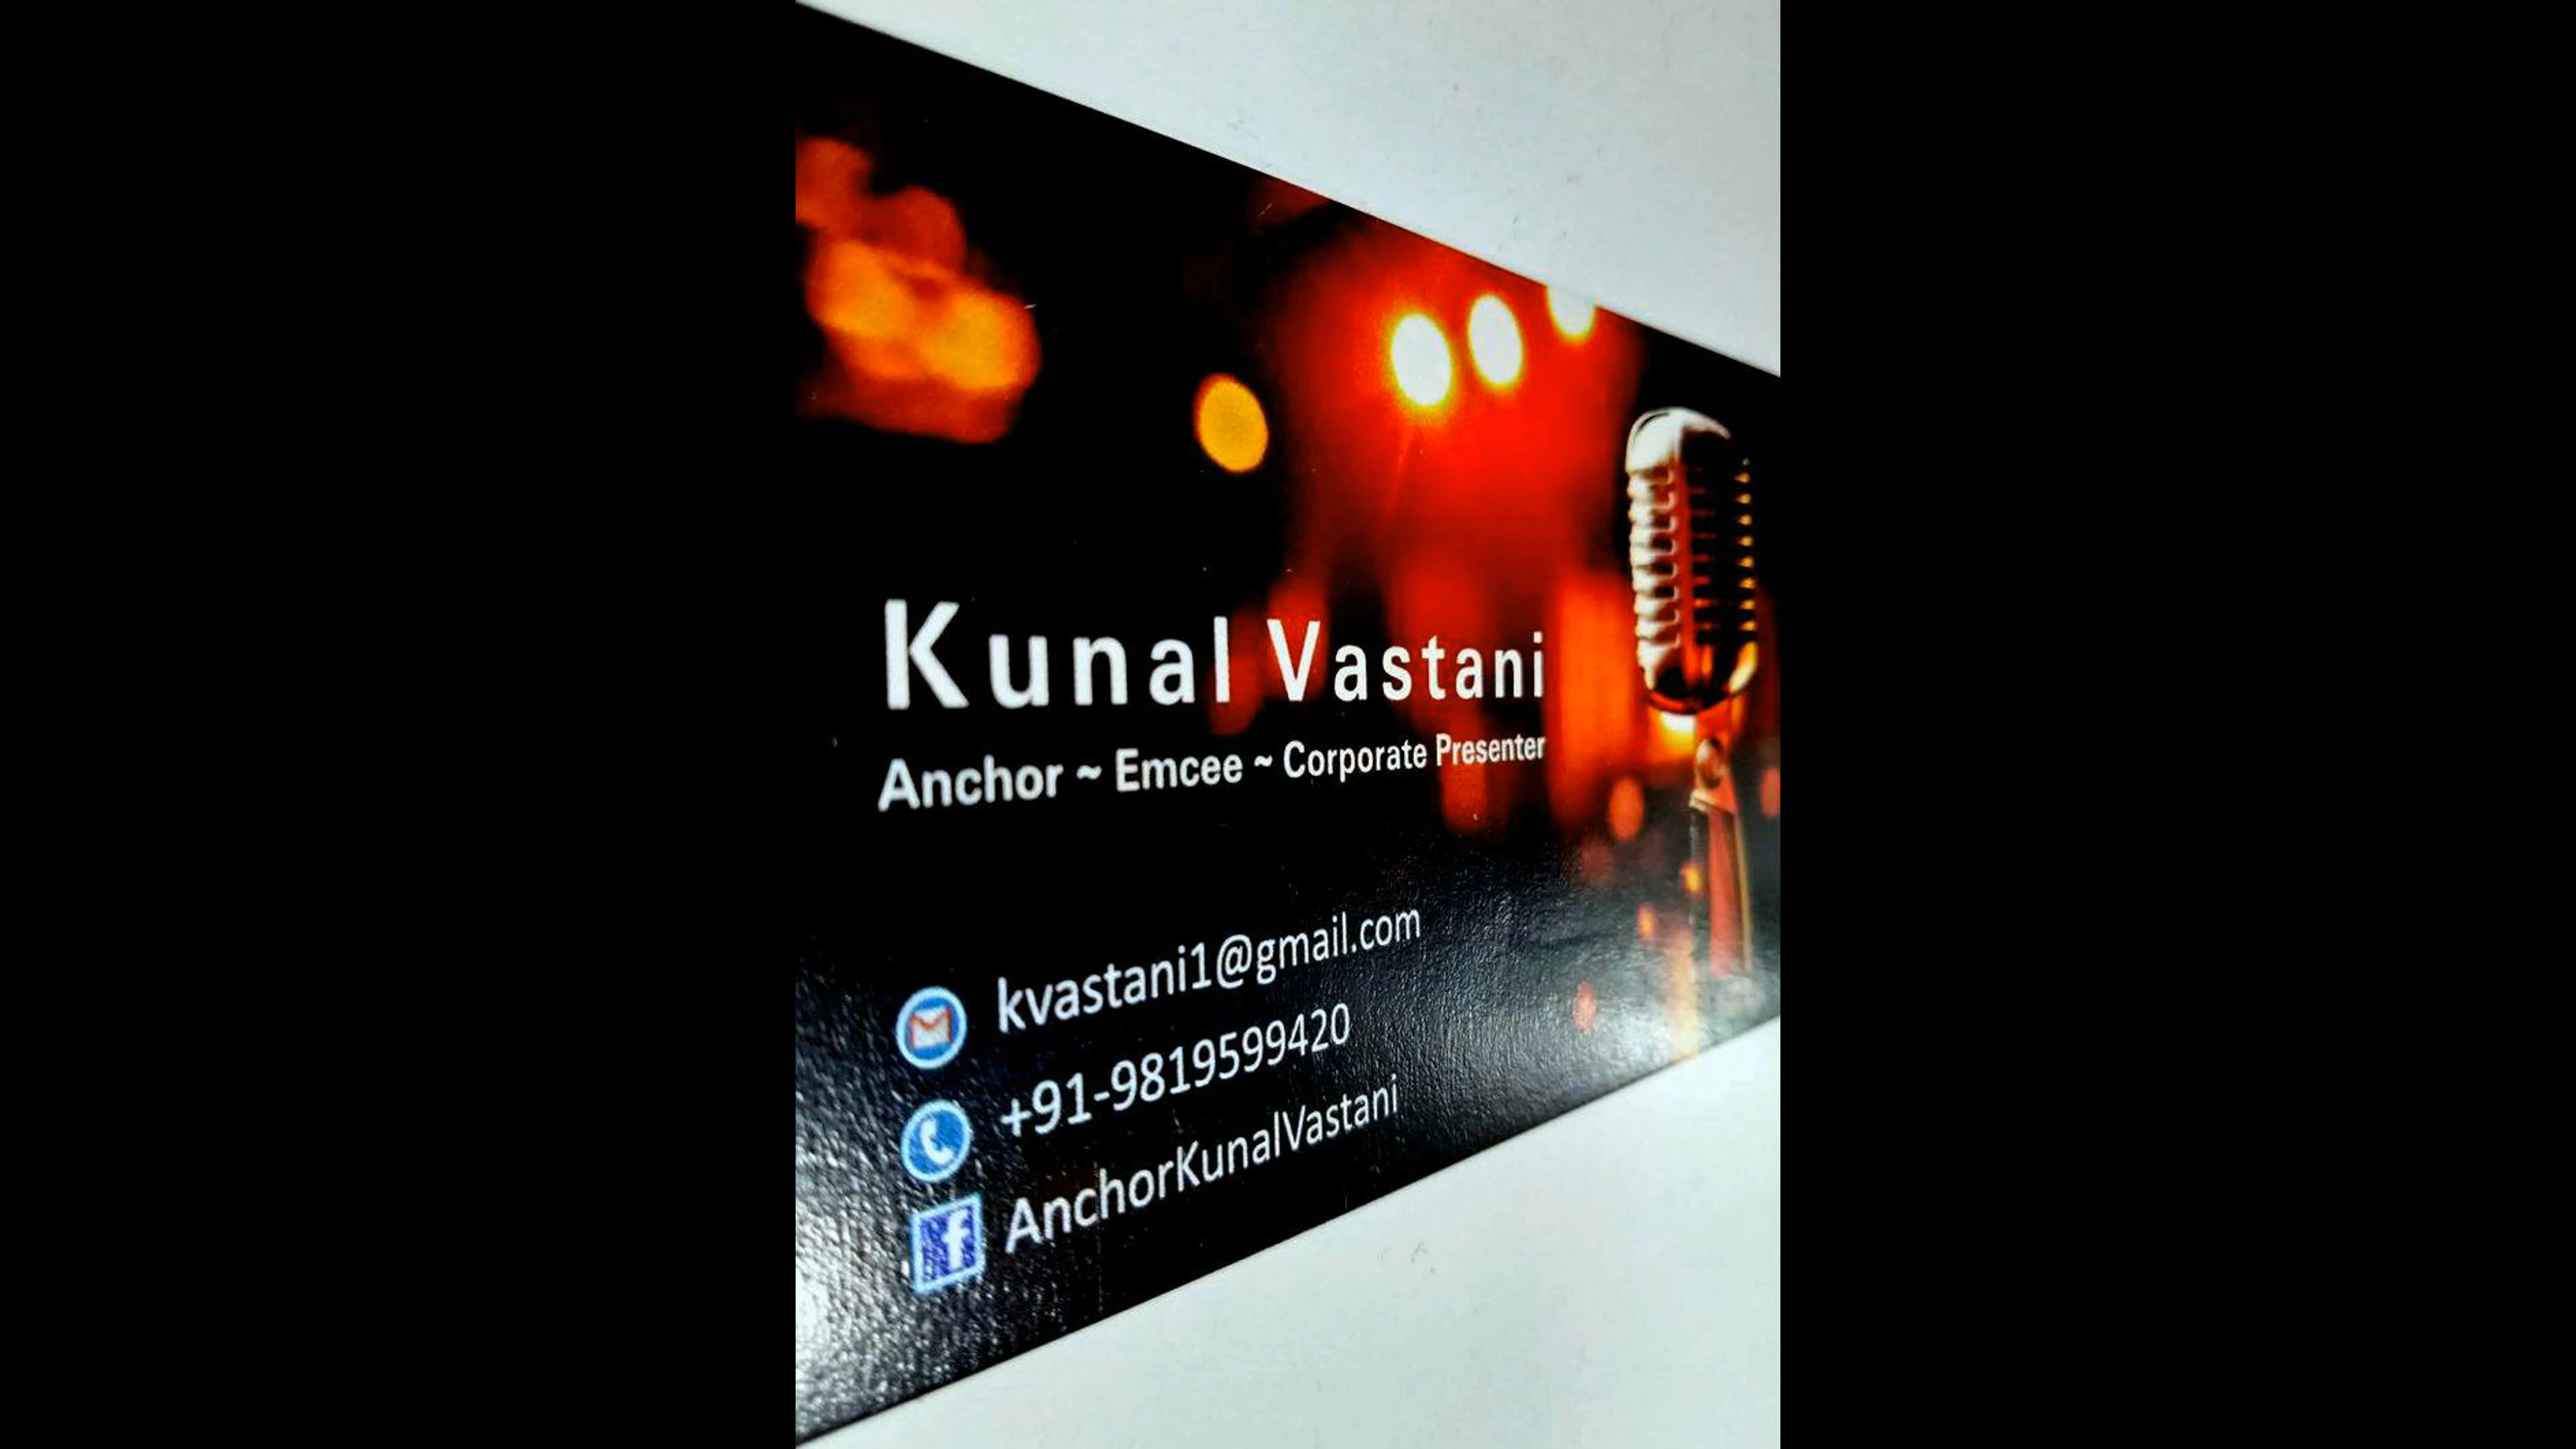 Kunal Vastani
Anchor ~ Emcee ~ Corporate Presenter
kvastani1@gmail.com
+91-9819599420
AnchorKunalVastani